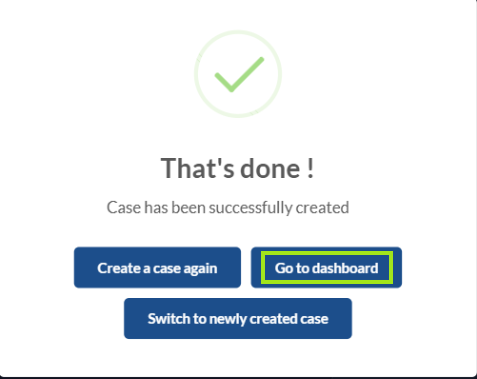 That's done !
Case has been successfully created
Create a case again
Go to dashboard
Switch to newly created case